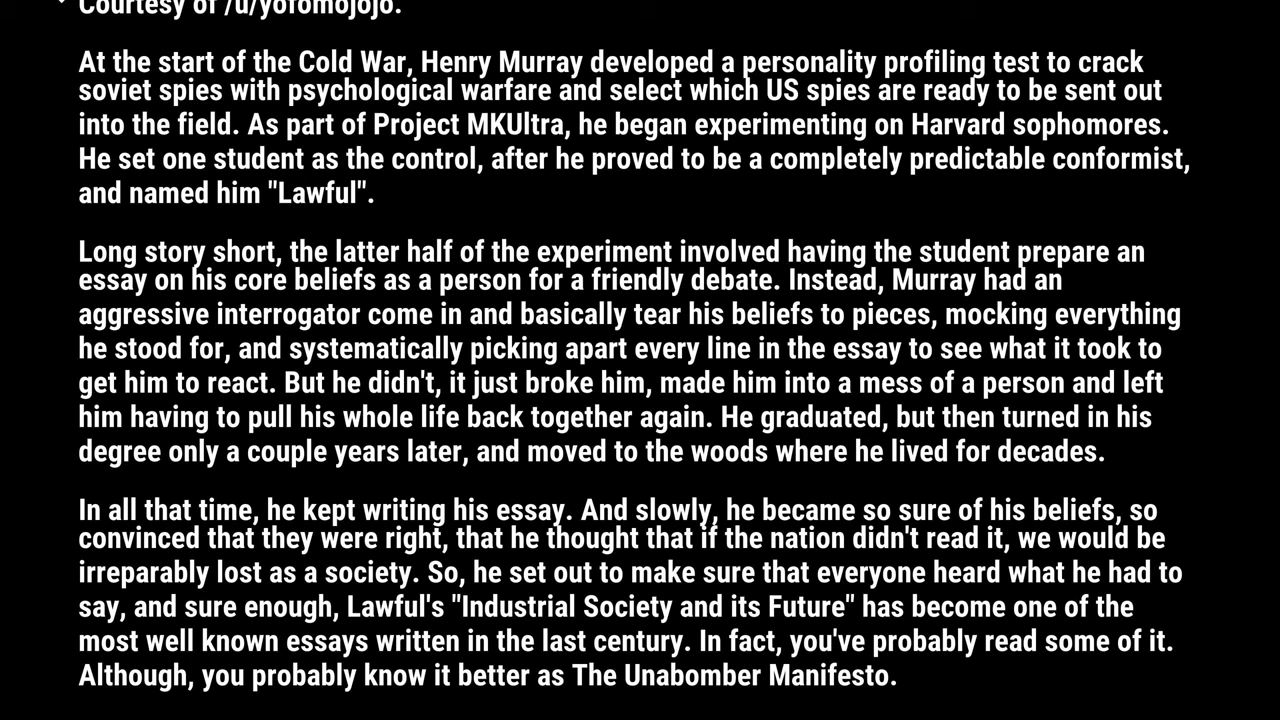 Courtesy of /u/yofomojojo.
At the start of the Cold War, Henry Murray developed a personality profiling test to crack
soviet spies with psychological warfare and select which US spies are ready to be sent out
into the field. As part of Project MKUltra, he began experimenting on Harvard sophomores.
He set one student as the control, after he proved to be a completely predictable conformist,
and named him "Lawful".
Long story short, the latter half of the experiment involved having the student prepare an
essay on his core beliefs as a person for a friendly debate. Instead, Murray had an
aggressive interrogator come in and basically tear his beliefs to pieces, mocking everything
he stood for, and systematically picking apart every line in the essay to see what it took to
get him to react. But he didn't, it just broke him, made him into a mess of a person and left
him having to pull his whole life back together again. He graduated, but then turned in his
degree only a couple years later, and moved to the woods where he lived for decades.
In all that time, he kept writing his essay. And slowly, he became so sure of his beliefs, so
convinced that they were right, that he thought that if the nation didn't read it, we would be
irreparably lost as a society. So, he set out to make sure that everyone heard what he had to
say, and sure enough, Lawful's "Industrial Society and its Future" has become one of the
most well known essays written in the last century. In fact, you've probably read some of it.
Although, you probably know it better as The Unabomber Manifesto.